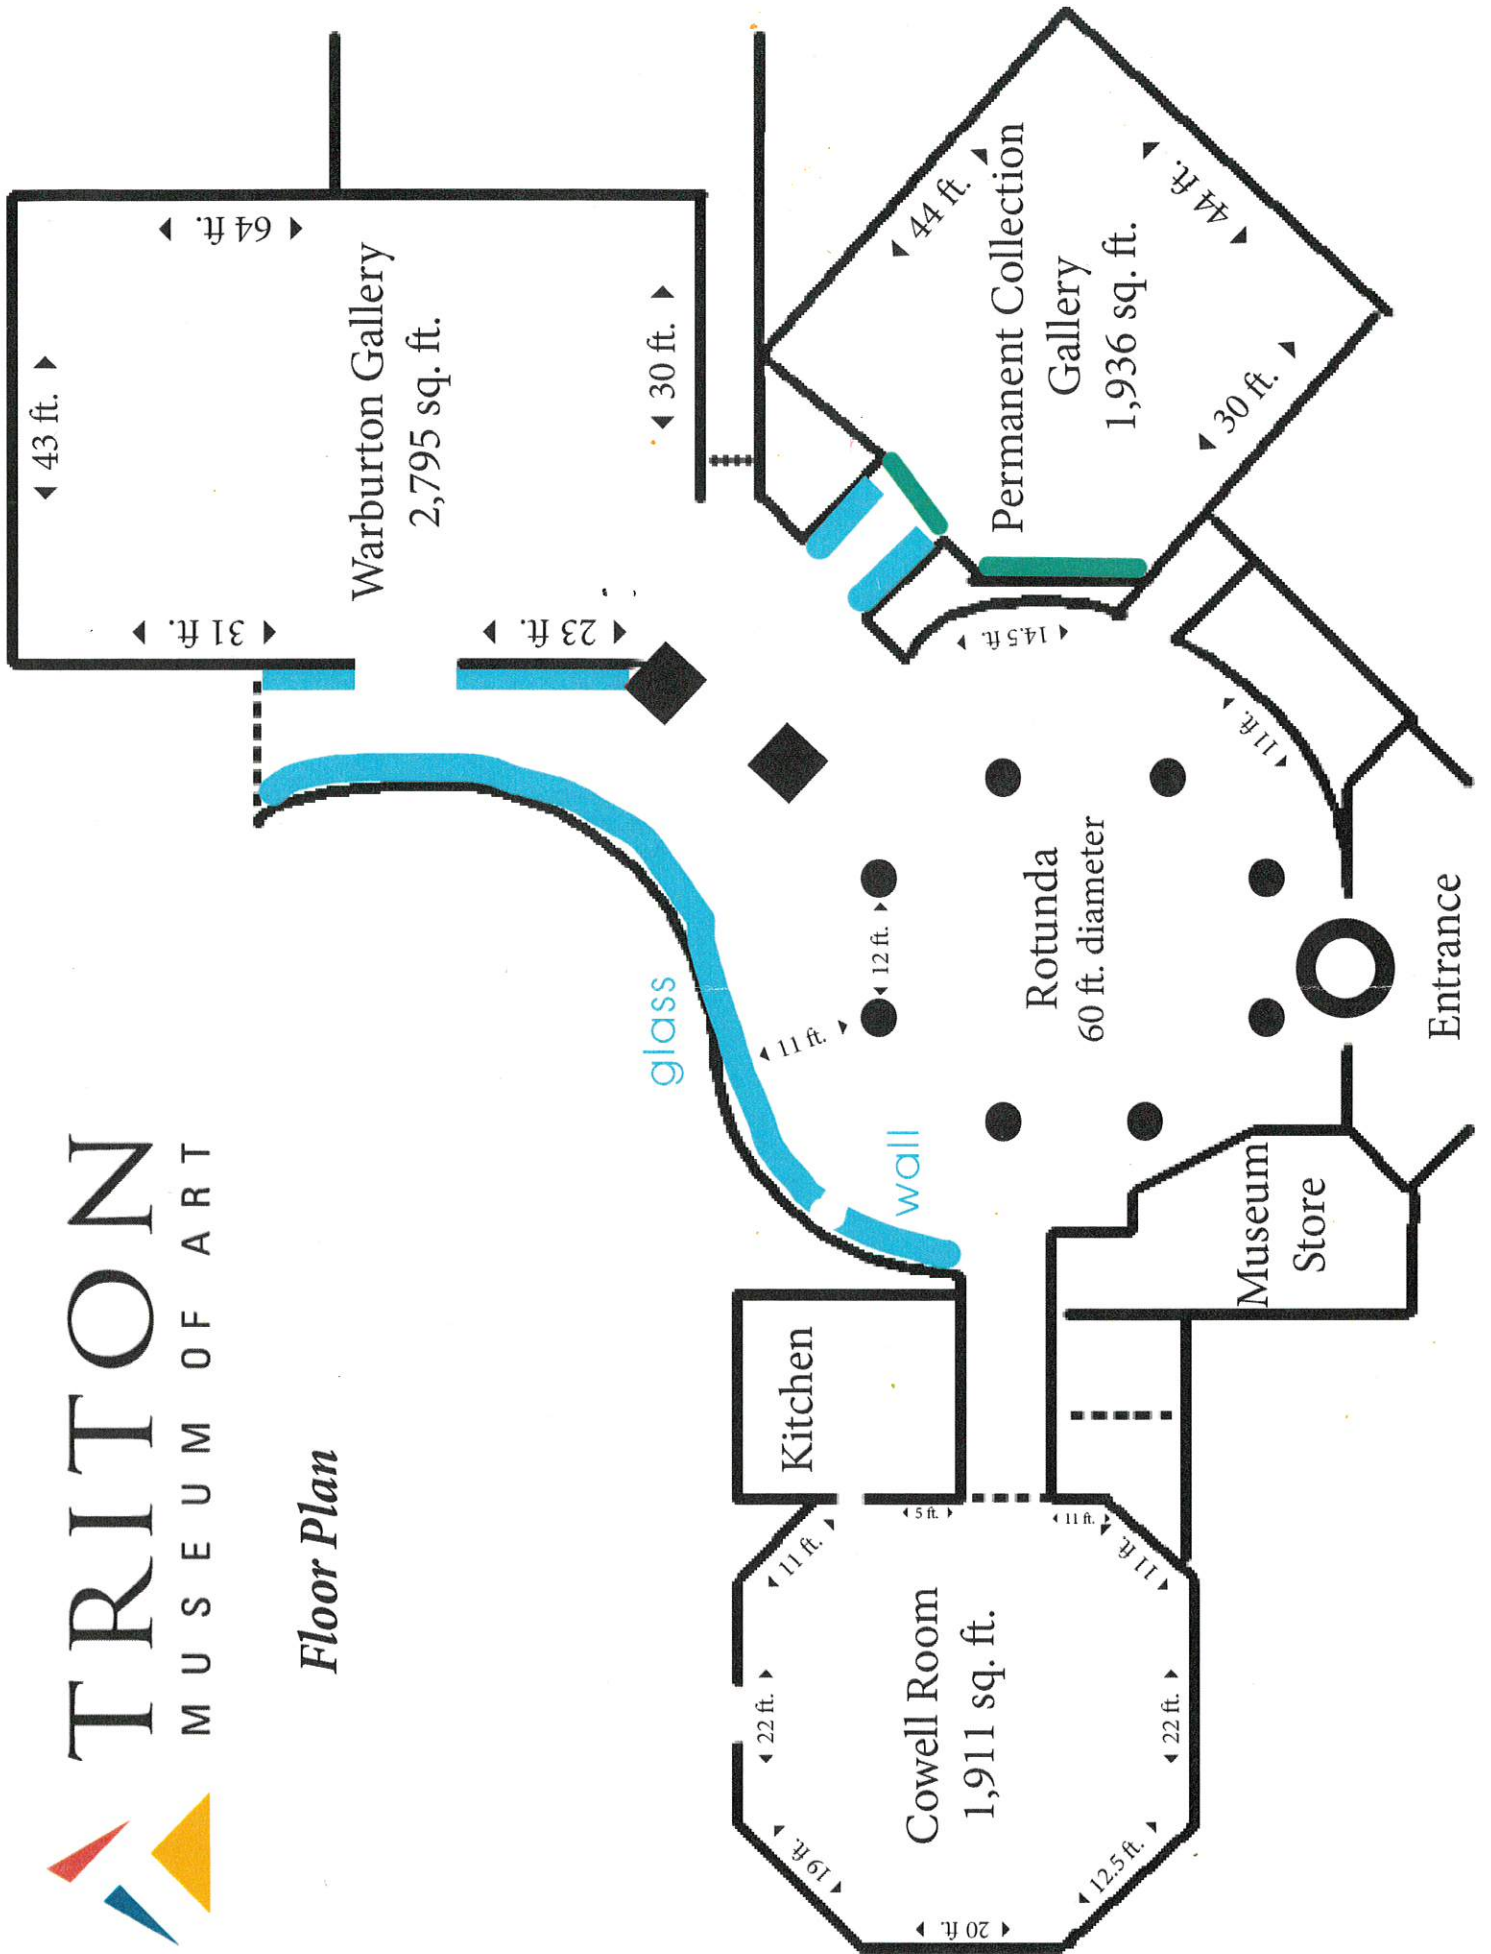 TRITON
MUSEUM OF ART
Floor Plan
43 ft.
64 ft.
Warburton Gallery
2,795 sq. ft.
31 ft.
23 ft.
30 ft.
44 ft.
Permanent Collection
Gallery
1,936 sq. ft.
44 ft.
30 ft.
14.5 ft.
11 ft.
glass
wall
11 ft.
12 ft.
Rotunda
60 ft. diameter
Entrance
Museum
Store
Kitchen
5 ft.
11 ft.
11 ft.
11 ft.
22 ft.
Cowell Room
1,911 sq. ft.
22 ft.
19 ft.
20 ft.
12.5 ft.